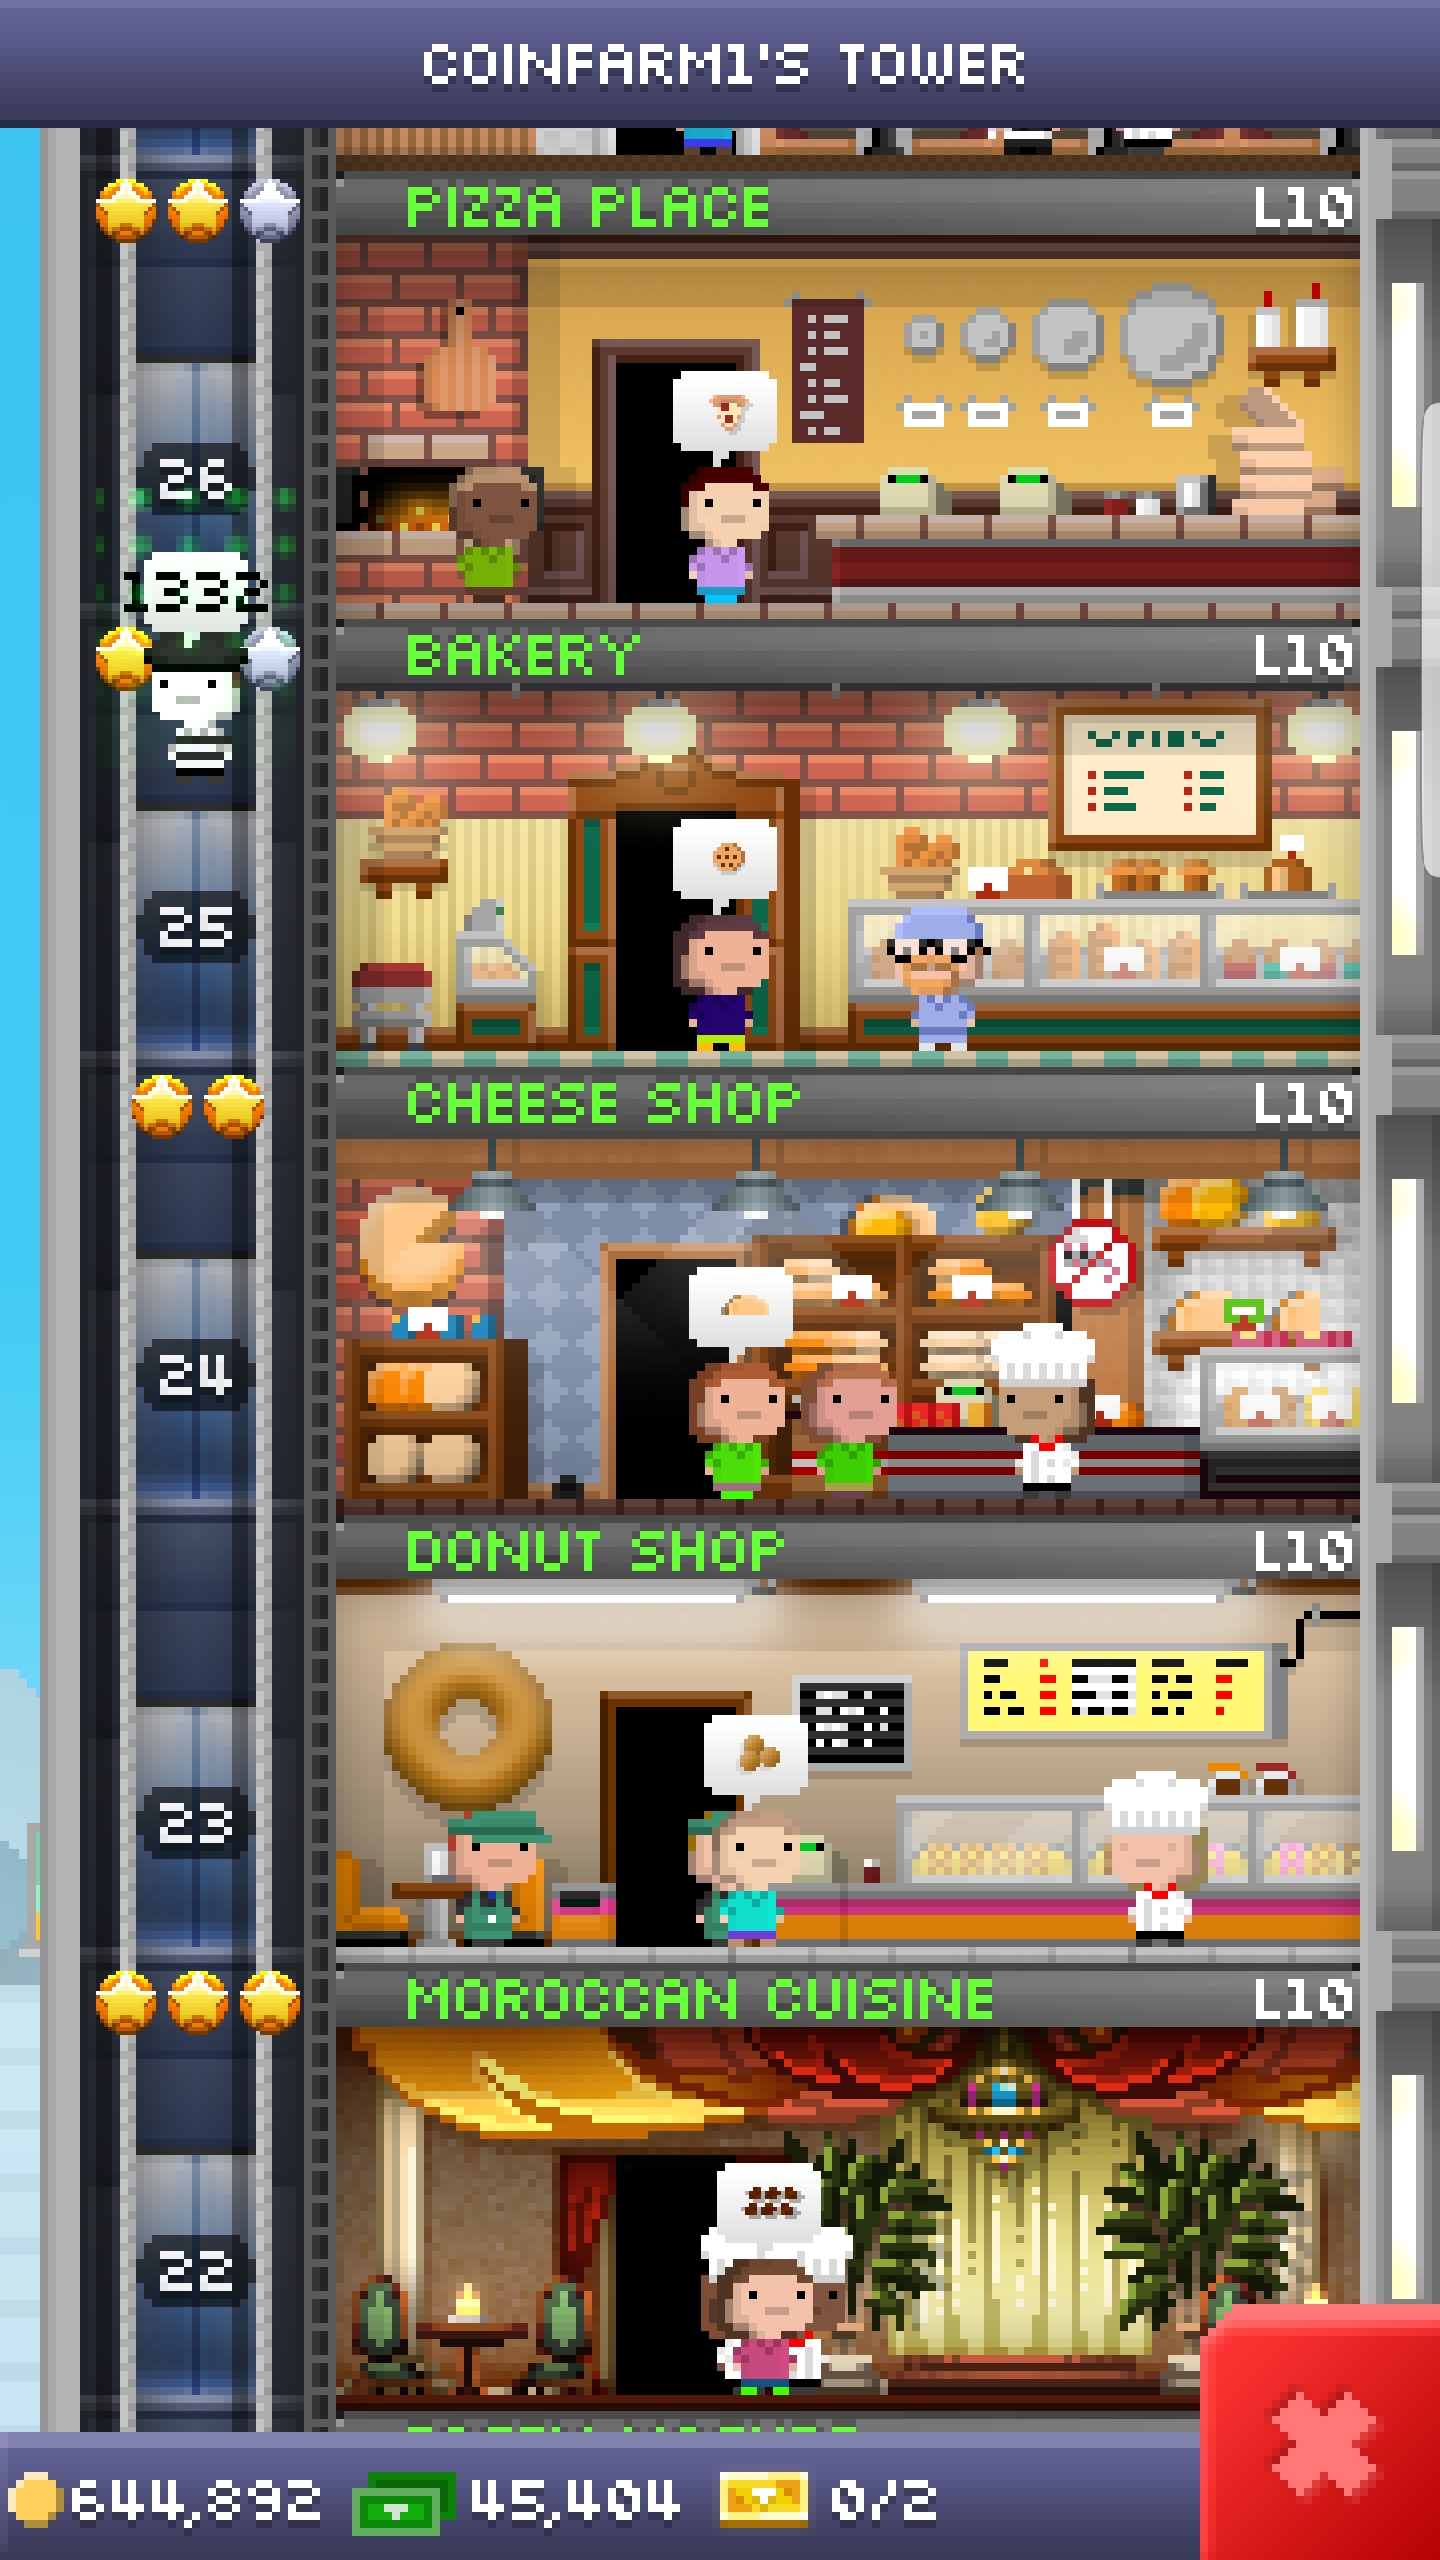 COINFARM1'S TOWER
PIZZA PLACE L10
26
1332
BAKERY L10
25
CHEESE SHOP L10
24
DONUT SHOP L10
23
MOROCCAN CUISINE L10
22
644,892 45,404 0/2